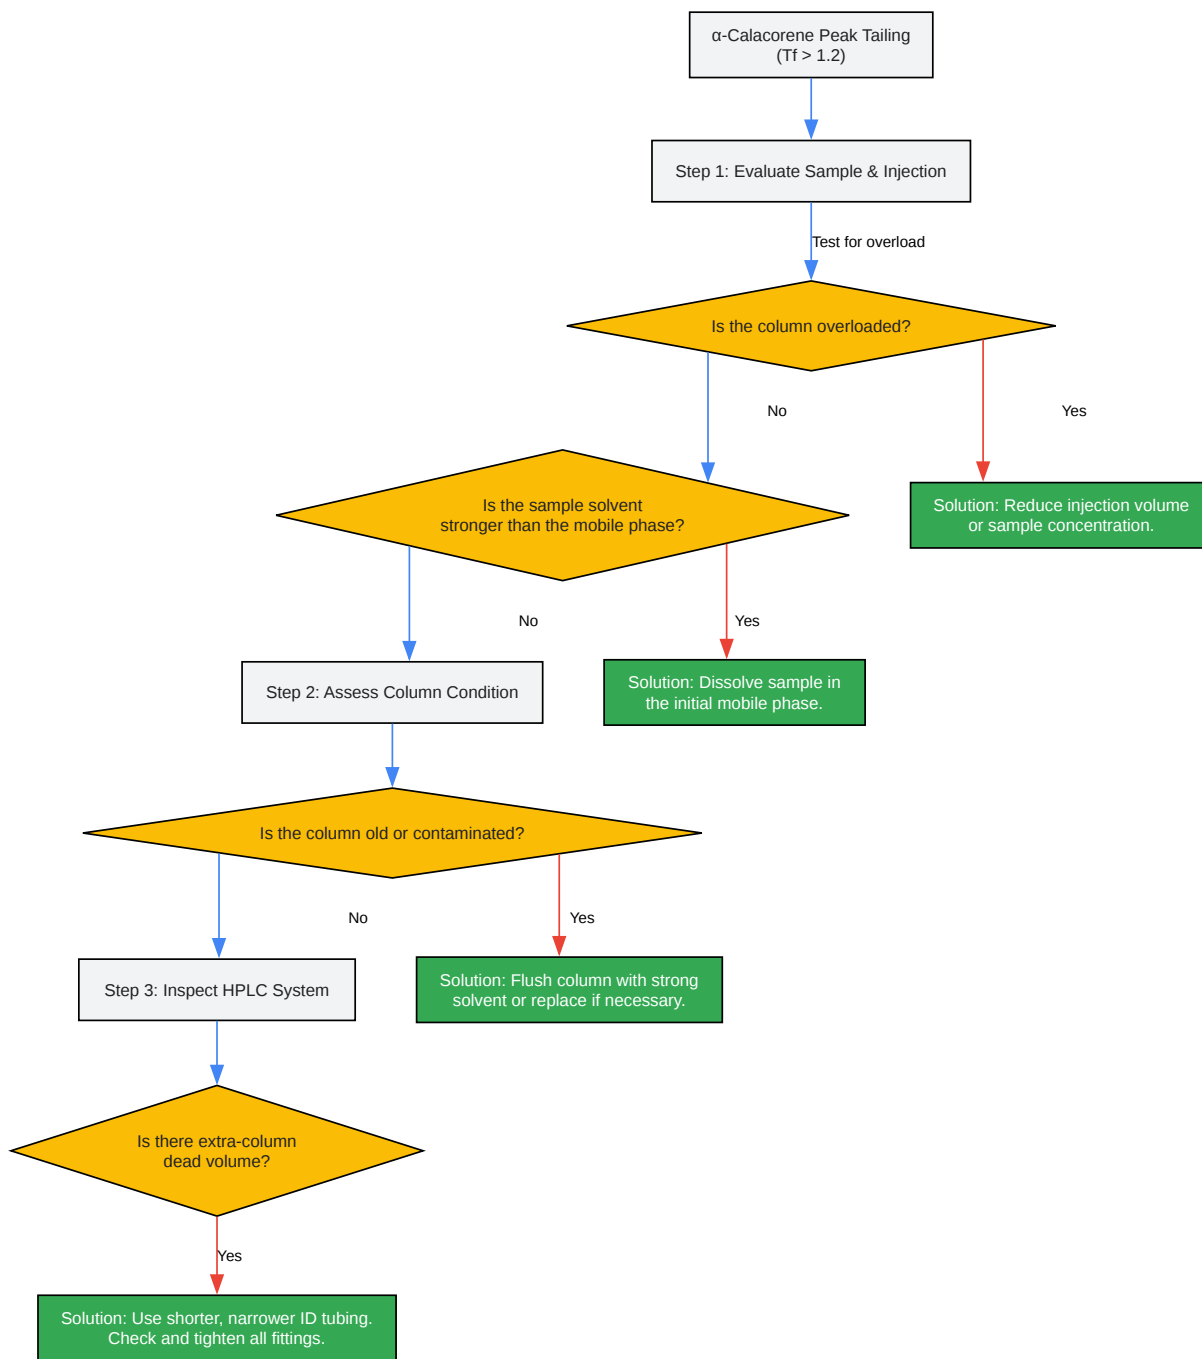 α-Calacorene Peak Tailing
(Tf > 1.2)
Step 1: Evaluate Sample & Injection
Test for overload
Is the column overloaded?
No
Yes
Is the sample solvent
stronger than the mobile phase?
Solution: Reduce injection volume
or sample concentration.
No
Yes
Step 2: Assess Column Condition
Solution: Dissolve sample in
the initial mobile phase.
Is the column old or contaminated?
No
Yes
Step 3: Inspect HPLC System
Solution: Flush column with strong
solvent or replace if necessary.
Is there extra-column
dead volume?
Yes
Solution: Use shorter, narrower ID tubing.
Check and tighten all fittings.